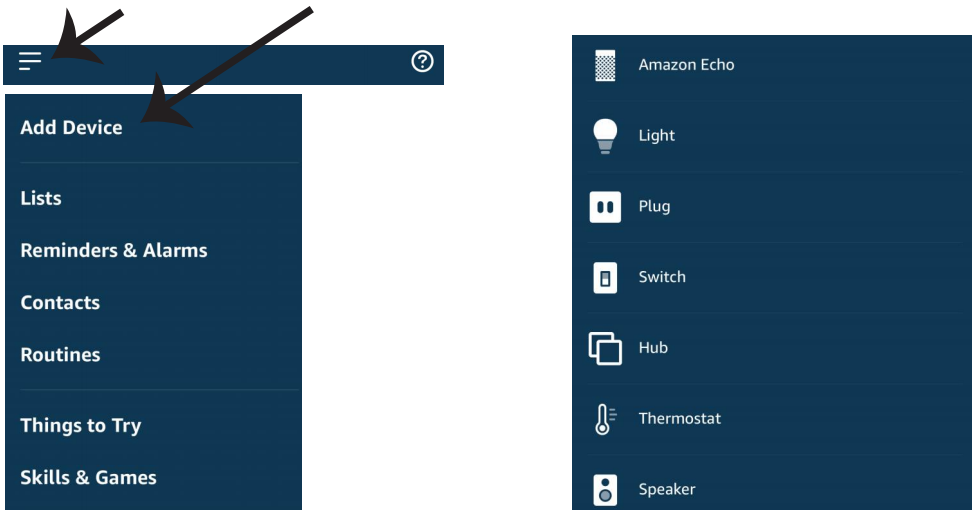 Add Device
Lists
Reminders & Alarms
Contacts
Routines
Things to Try
Skills & Games
Amazon Echo
Light
Plug
Switch
Hub
Thermostat
Speaker